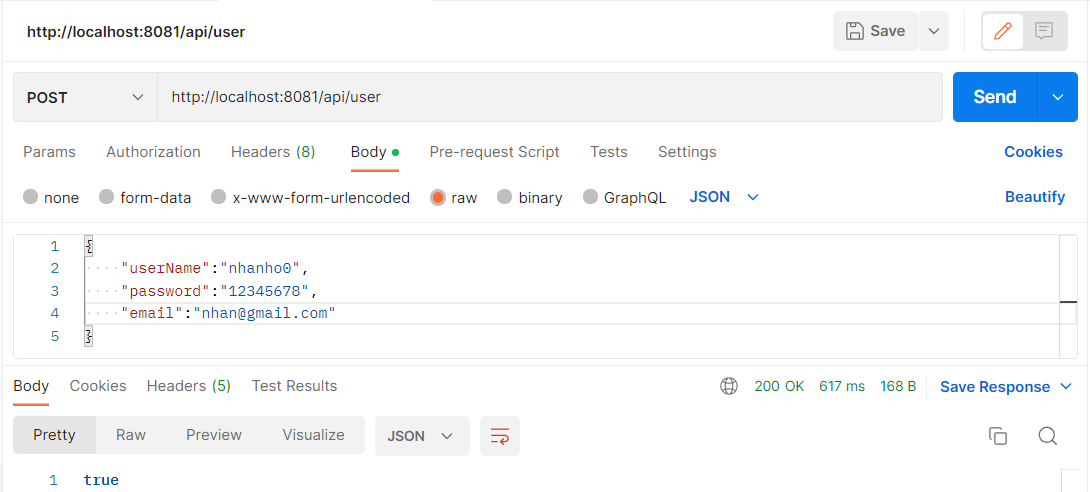 http://localhost:8081/api/user Save
POST http://localhost:8081/api/user Send
Params Authorization Headers (8) Body Pre-request Script Tests Settings Cookies
none form-data x-www-form-urlencoded raw binary GraphQL JSON Beautify
1 {
2 "userName":"nhanho0",
3 "password":"12345678",
4 "email":"nhan@gmail.com"
5 }
Body Cookies Headers (5) Test Results 200 OK 617 ms 168 B Save Response
Pretty Raw Preview Visualize JSON
1 true